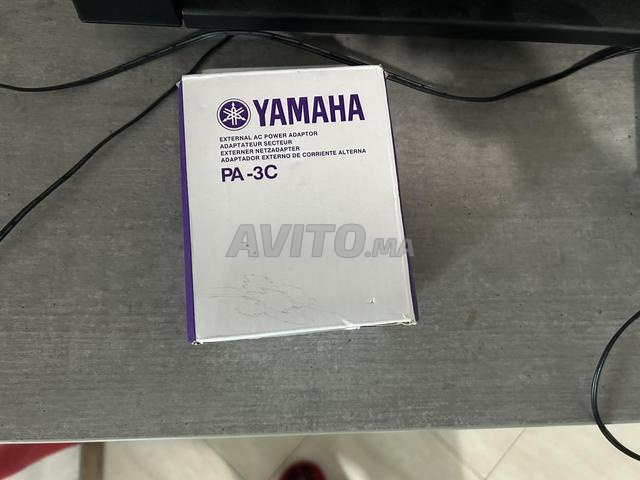 YAMAHA
EXTERNAL AC POWER ADAPTOR
ADAPTATEUR SECTEUR
EXTERNER NETZADAPTER
ADAPTADOR EXTERNO DE CORRIENTE ALTERNA
PA-3C
AVITO.ma